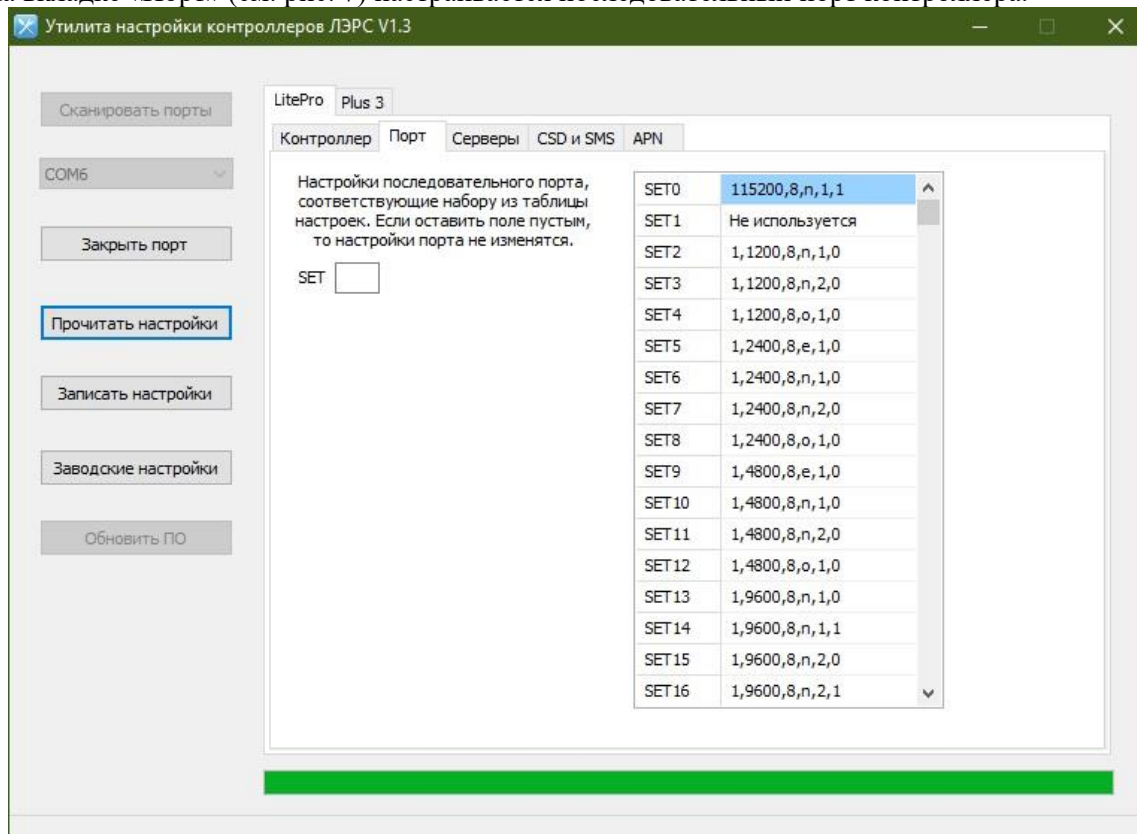 Утилита настройки контроллеров ЛЭРС V1.3
Сканировать порты
COM6
Закрыть порт
Прочитать настройки
Записать настройки
Заводские настройки
Обновить ПО
LitePro Plus 3
Контроллер Порт Серверы CSD и SMS APN
Настройки последовательного порта,
соответствующие набору из таблицы
настроек. Если оставить поле пустым,
то настройки порта не изменятся.
SET
SET0 115200,8,n,1,1
SET1 Не используется
SET2 1,1200,8,n,1,0
SET3 1,1200,8,n,2,0
SET4 1,1200,8,o,1,0
SET5 1,2400,8,e,1,0
SET6 1,2400,8,n,1,0
SET7 1,2400,8,n,2,0
SET8 1,2400,8,o,1,0
SET9 1,4800,8,e,1,0
SET10 1,4800,8,n,1,0
SET11 1,4800,8,n,2,0
SET12 1,4800,8,o,1,0
SET13 1,9600,8,n,1,0
SET14 1,9600,8,n,1,1
SET15 1,9600,8,n,2,0
SET16 1,9600,8,n,2,1